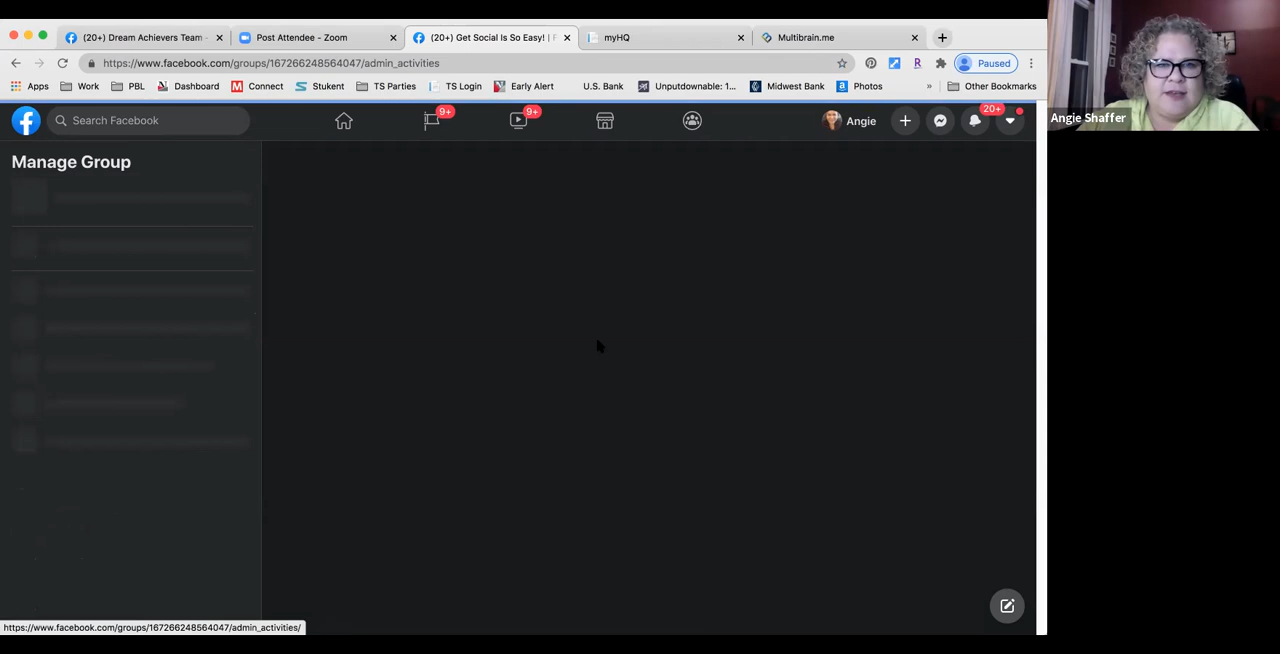 (20+) Dream Achievers Team -
Post Attendee - Zoom
(20+) Get Social Is So Easy! | F
myHQ
Multibrain.me
https://www.facebook.com/groups/167266248564047/admin_activities
Paused
Apps
Work
PBL
Dashboard
Connect
Stukent
TS Parties
TS Login
Early Alert
U.S. Bank
Unputdownable: 1...
Midwest Bank
Photos
Other Bookmarks
Search Facebook
9+
9+
Angie
20+
Manage Group
https://www.facebook.com/groups/167266248564047/admin_activities/
Angie Shaffer